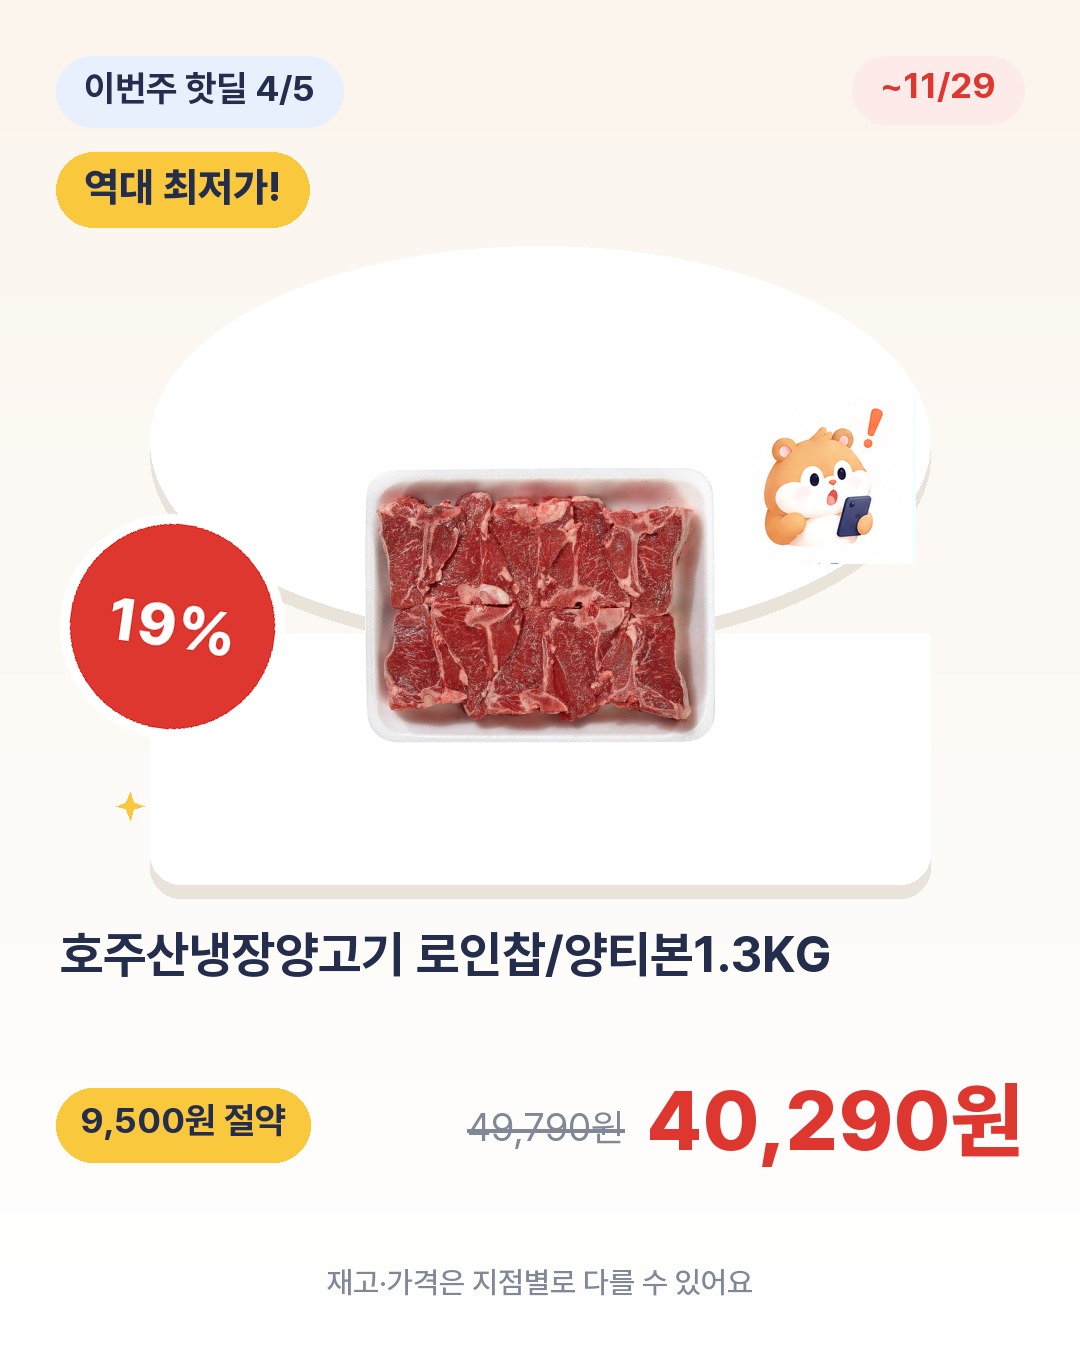 이번주 핫딜 4/5
~11/29
역대 최저가!
19%
호주산냉장양고기 로인찹/양티본1.3KG
9,500원 절약
49,790원
40,290원
재고·가격은 지점별로 다를 수 있어요